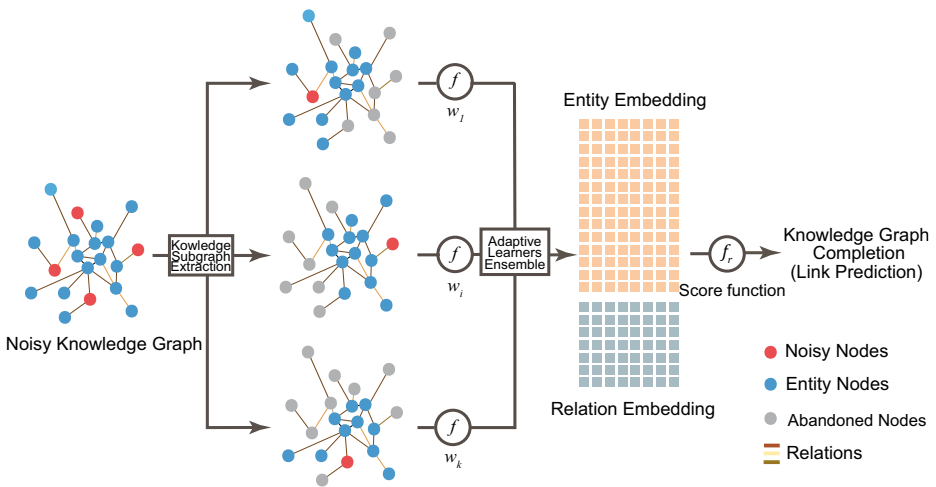 Noisy Knowledge Graph
Kowledge
Subgraph
Extraction
f
w1
f
wi
f
wk
Adaptive
Learners
Ensemble
Entity Embedding
Relation Embedding
fr
Score function
Knowledge Graph
Completion
(Link Prediction)
Noisy Nodes
Entity Nodes
Abandoned Nodes
Relations